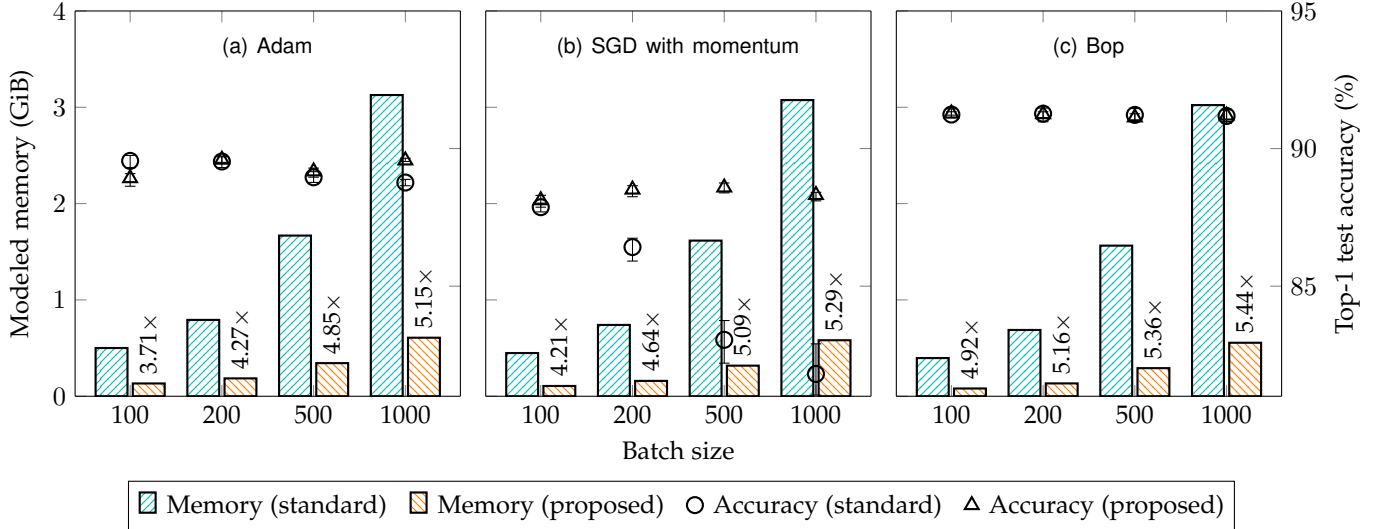 (a) Adam
(b) SGD with momentum
(c) Bop
Modeled memory (GiB)
4
3
2
1
0
3.71×
4.27×
4.85×
5.15×
4.21×
4.64×
5.09×
5.29×
4.92×
5.16×
5.36×
5.44×
95
90
85
Top-1 test accuracy (%)
100 200 500 1000
100 200 500 1000
100 200 500 1000
Batch size
Memory (standard) Memory (proposed) Accuracy (standard) Accuracy (proposed)